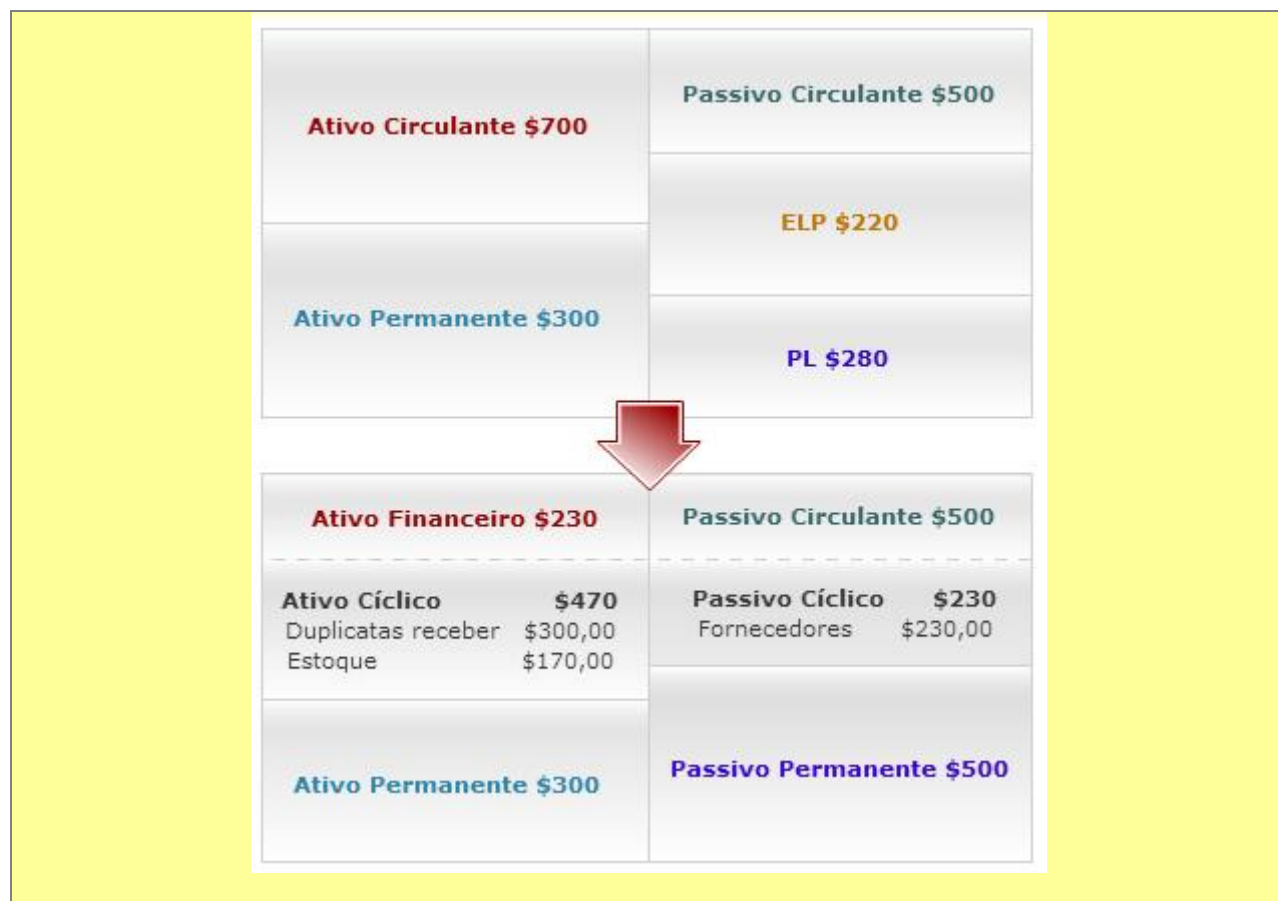 Ativo Circulante $700
Passivo Circulante $500
ELP $220
Ativo Permanente $300
PL $280
Ativo Financeiro $230
Passivo Circulante $500
Ativo Cíclico $470
Duplicatas receber $300,00
Estoque $170,00
Passivo Cíclico $230
Fornecedores $230,00
Ativo Permanente $300
Passivo Permanente $500